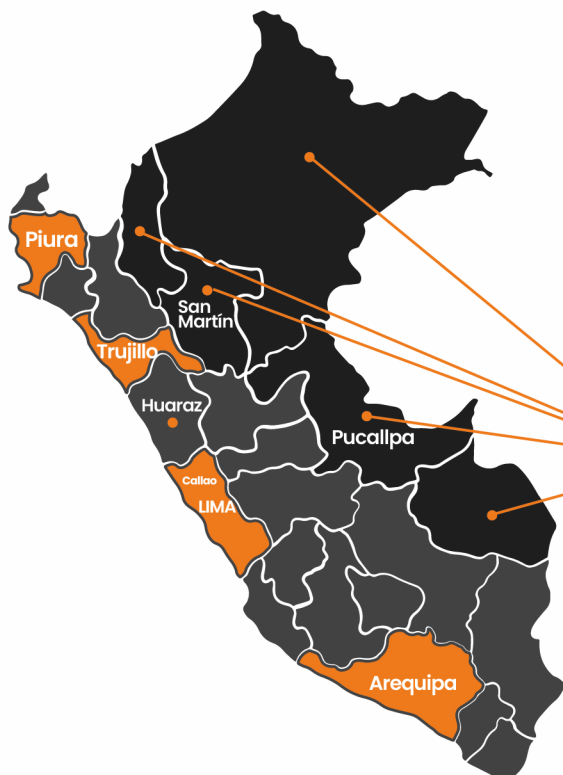 Piura
San
Martín
Trujillo
Huaraz
Pucallpa
Callao
LIMA
Arequipa